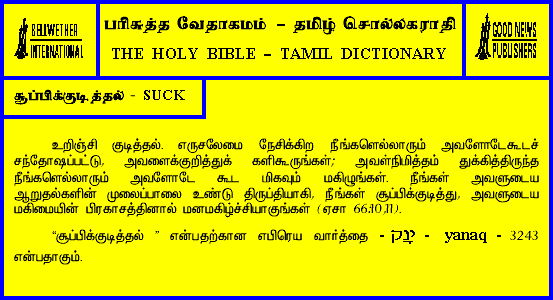 BELLWETHER
INTERNATIONAL
பரிசுத்த வேதாகமம் – தமிழ் சொல்லகராதி
THE HOLY BIBLE – TAMIL DICTIONARY
GOOD NEWS
PUBLISHERS
சூப்பிக்குடித்தல் - SUCK
உறிஞ்சி குடித்தல். எருசலேமை நேசிக்கிற நீங்களெல்லாரும் அவளோடேகூடச்
சந்தோஷப்பட்டு, அவளைக்குறித்துக் களிகூருங்கள்; அவள்நிமித்தம் துக்கித்திருந்த
நீங்களெல்லாரும் அவளோடே கூட மிகவும் மகிழுங்கள். நீங்கள் அவளுடைய
ஆறுதல்களின் முலைப்பாலை உண்டு திருப்தியாகி, நீங்கள் சூப்பிக்குடித்து, அவளுடைய
மகிமையின் பிரகாசத்தினால் மனமகிழ்ச்சியாகுங்கள் (ஏசா 66:10,11).
“சூப்பிக்குடித்தல் ” என்பதற்கான எபிரெய வார்த்தை - יָנַק - yanaq - 3243
என்பதாகும்.